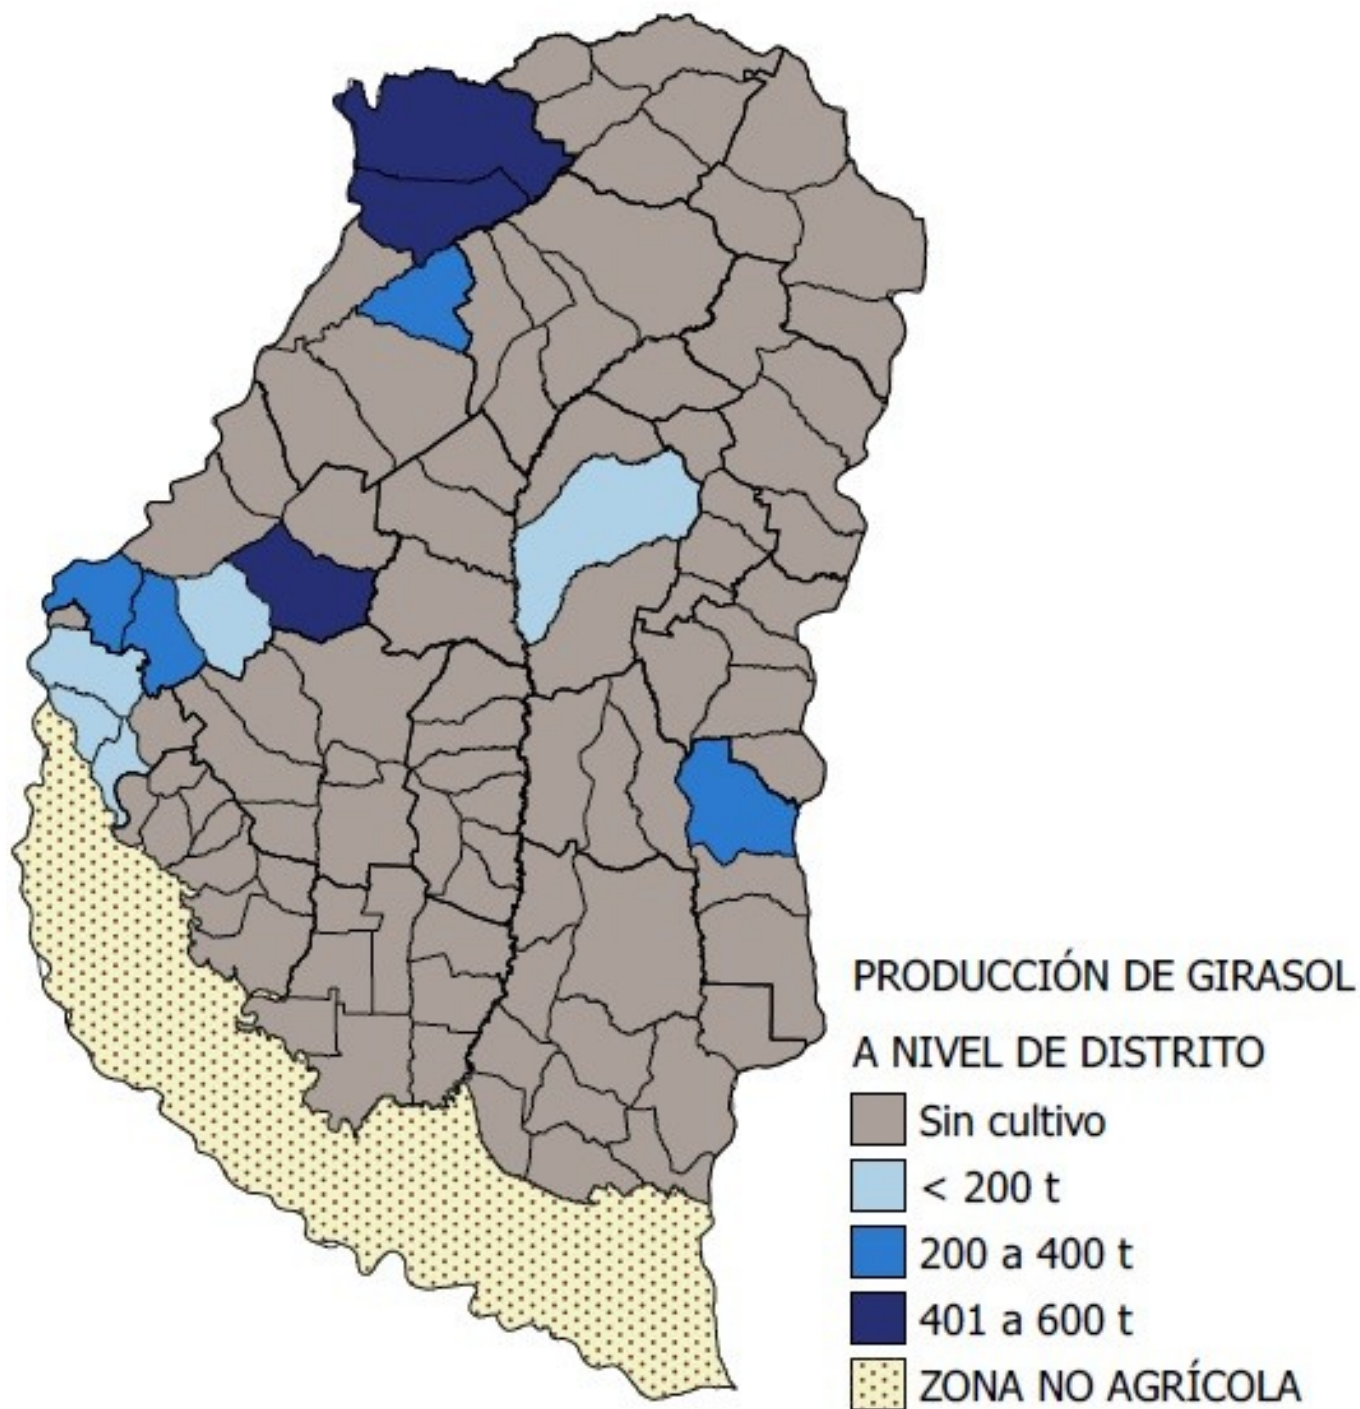 PRODUCCIÓN DE GIRASOL
A NIVEL DE DISTRITO
Sin cultivo
< 200 t
200 a 400 t
401 a 600 t
ZONA NO AGRÍCOLA